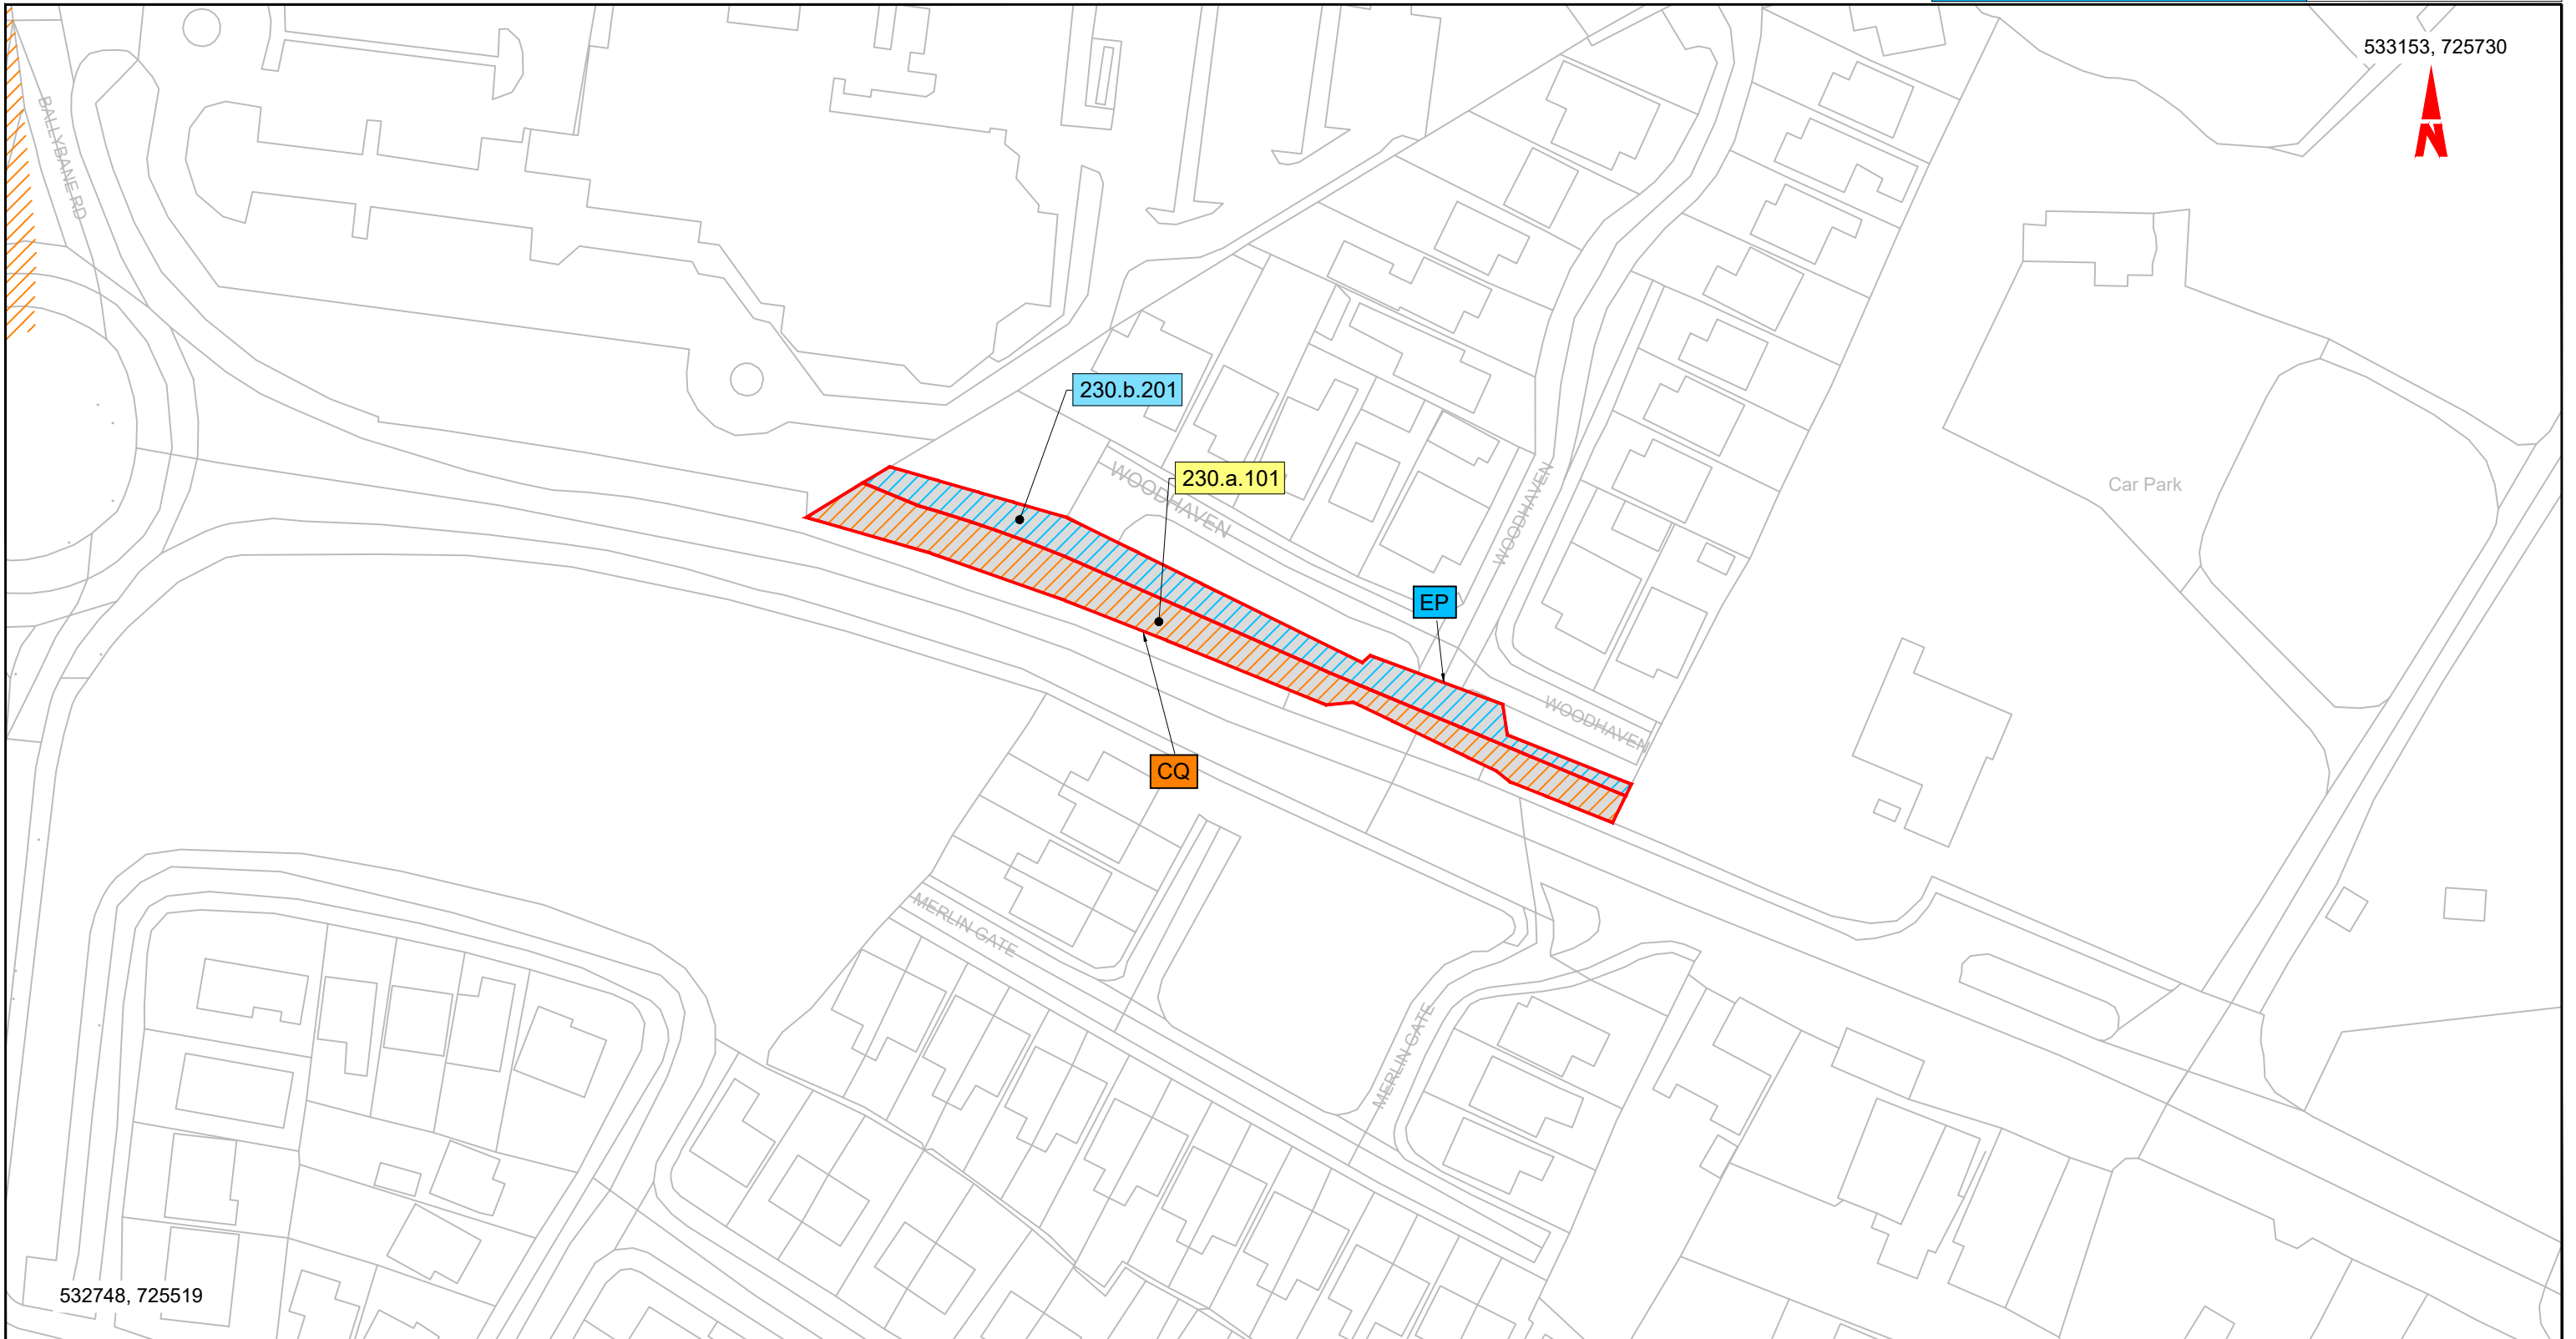 533153, 725730
N
BALLYBANE RD
230.b.201
230.a.101
WOODHAVEN
WOODHAVEN
Car Park
EP
WOODHAVEN
CQ
MERLIN GATE
MERLIN GATE
532748, 725519